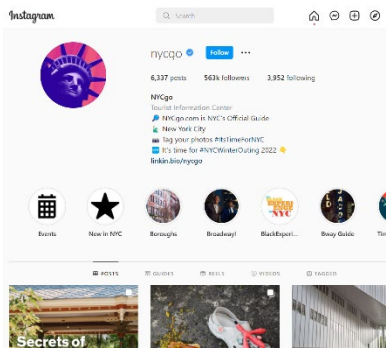 Instagram
Search
nycgo Follow
6,337 posts 563k followers 3,952 following
NYCgo
Tourist Information Center
NYCgo.com is NYC's Official Guide
New York City
Tag your photos #ItsTimeForNYC
It's time for #NYCWinterOuting 2022
linkin.bio/nycgo
Events New in NYC Boroughs Broadway! BlackExperi... Bway Guide
POSTS GUIDES REELS VIDEOS TAGGED
Secrets of